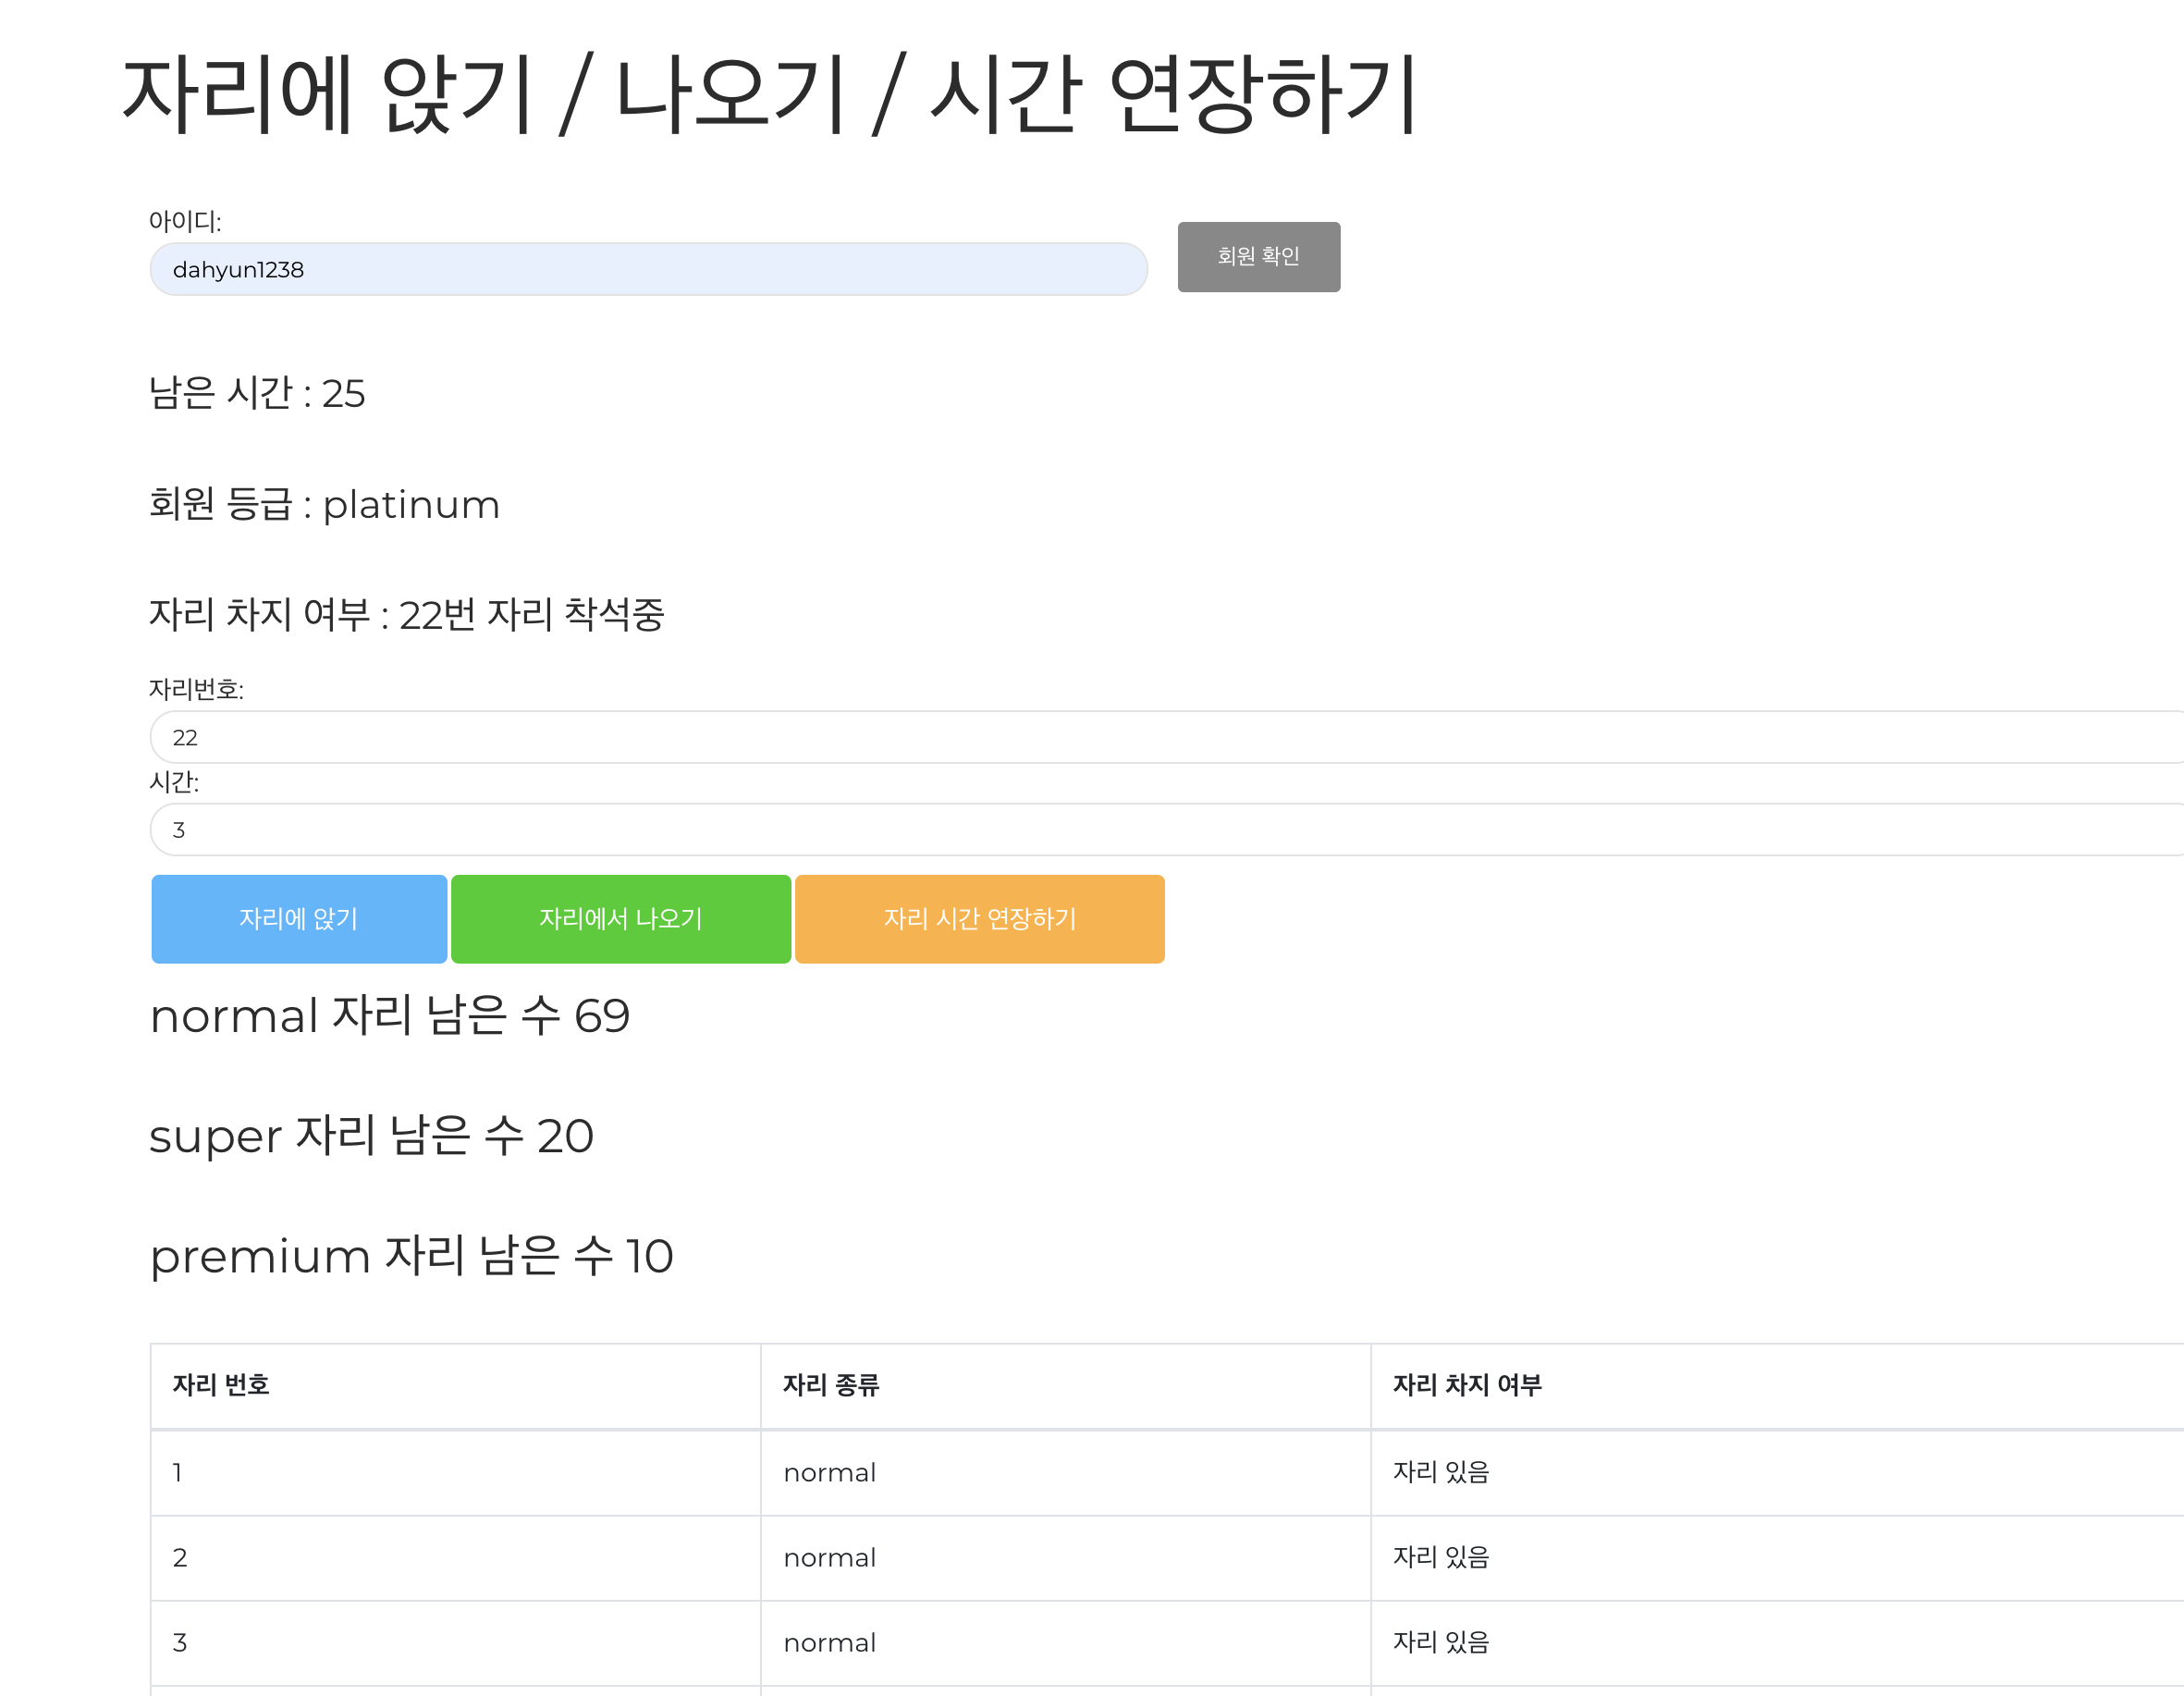 자리에 앉기 / 나오기 / 시간 연장하기
아이디:
dahyun1238
회원 확인
남은 시간 : 25
회원 등급 : platinum
자리 차지 여부 : 22번 자리 착석중
자리번호:
22
시간:
3
자리에 앉기 자리에서 나오기 자리 시간 연장하기
normal 자리 남은 수 69
super 자리 남은 수 20
premium 자리 남은 수 10
자리 번호 자리 종류 자리 차지 여부
1 normal 자리 있음
2 normal 자리 있음
3 normal 자리 있음